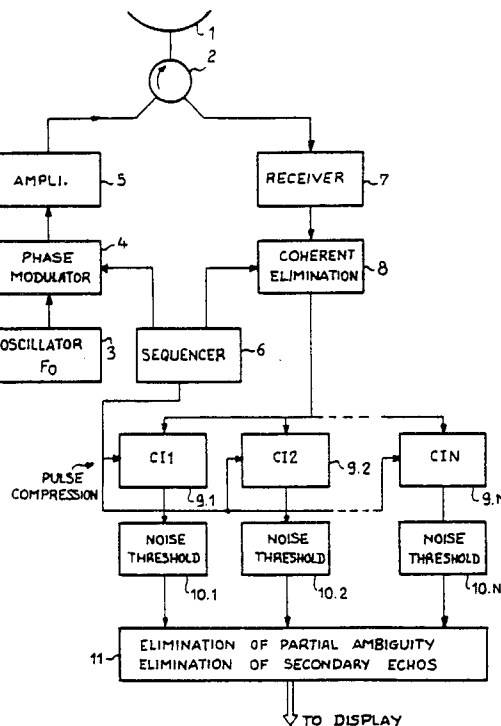 1
2
AMPLI.
5
RECEIVER
7
4
PHASE
MODULATOR
COHERENT
ELIMINATION
8
OSCILLATOR
F0
3
SEQUENCER
6
PULSE
COMPRESSION
CI1
9.1
CI2
9.2
CIN
9.N
NOISE
THRESHOLD
10.1
NOISE
THRESHOLD
10.2
NOISE
THRESHOLD
10.N
11
ELIMINATION OF PARTIAL AMBIGUITY
ELIMINATION OF SECONDARY ECHOS
TO DISPLAY